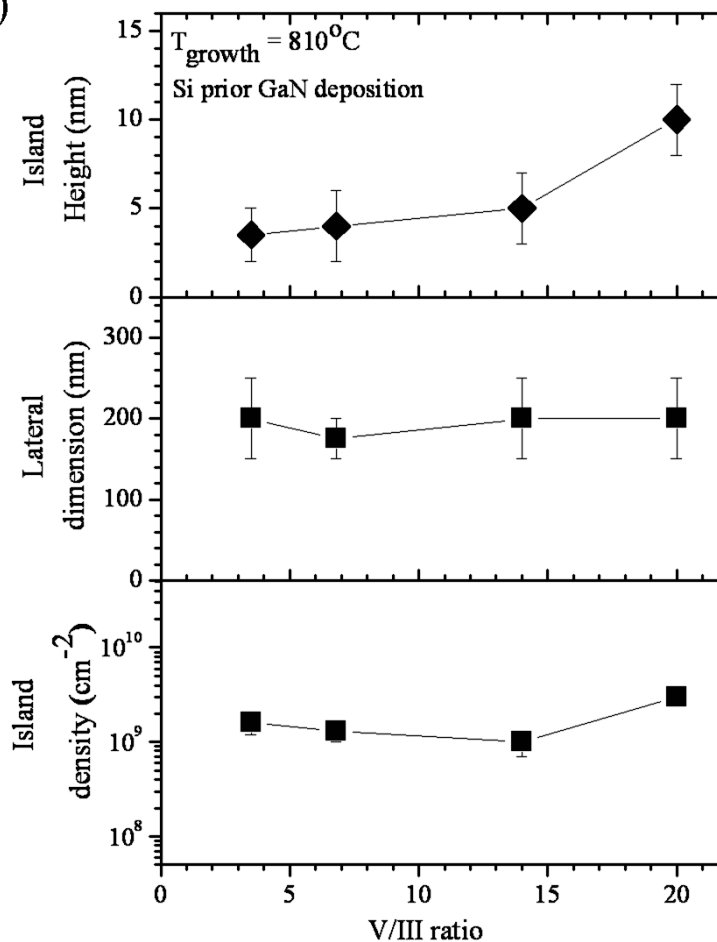 )
15
T_growth = 810°C
Si prior GaN deposition
10
5
0
Island
Height (nm)
300
200
100
0
Lateral
dimension (nm)
10^10
10^9
10^8
Island
density (cm^-2)
0 5 10 15 20
V/III ratio